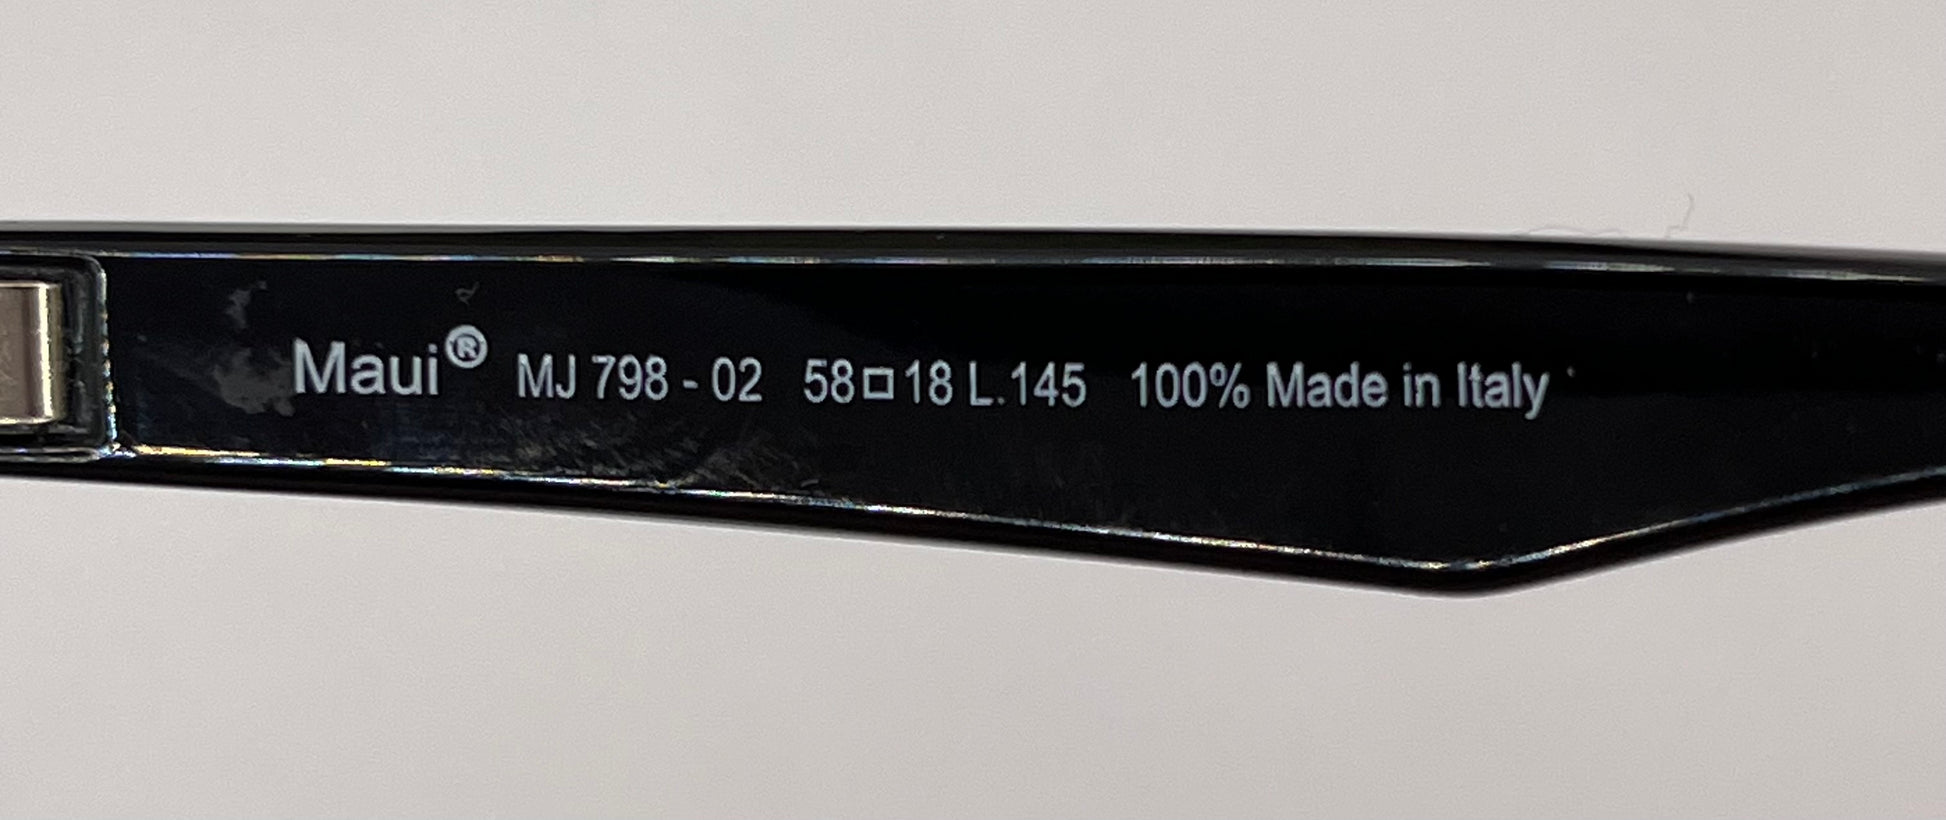 Maui® MJ 798 - 02 58□18 L.145 100% Made in Italy